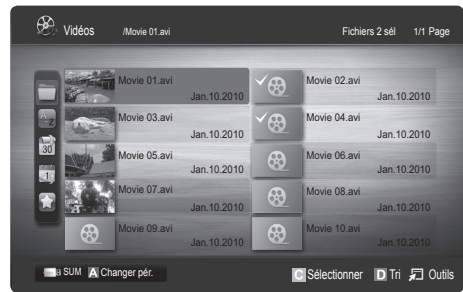 Vidéos /Movie 01.avi Fichiers 2 sél 1/1 Page
Movie 01.avi Movie 02.avi
Jan.10.2010 Jan.10.2010
Movie 03.avi Movie 04.avi
Jan.10.2010 Jan.10.2010
Movie 05.avi Movie 06.avi
Jan.10.2010 Jan.10.2010
Movie 07.avi Movie 08.avi
Jan.10.2010 Jan.10.2010
Movie 09.avi Movie 10.avi
Jan.10.2010 Jan.10.2010
SUM A Changer pér. C Sélectionner D Tri Outils